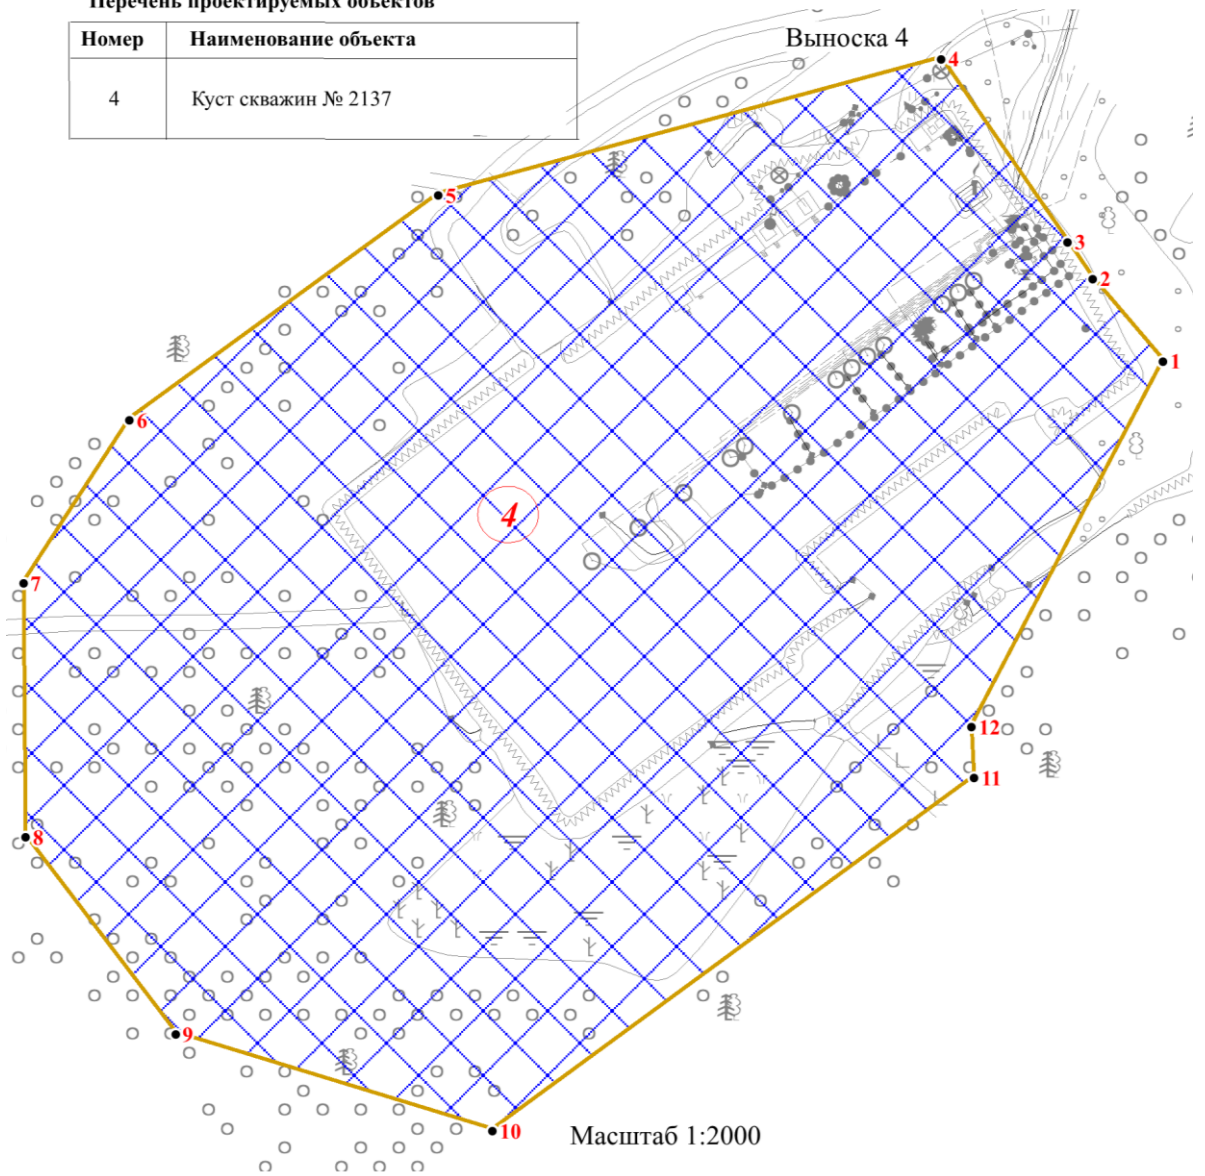 Перечень проектируемых объектов
Номер Наименование объекта
4 Куст скважин № 2137
Выноска 4
4
5
3
2
1
6
4
7
12
11
8
9
10
Масштаб 1:2000